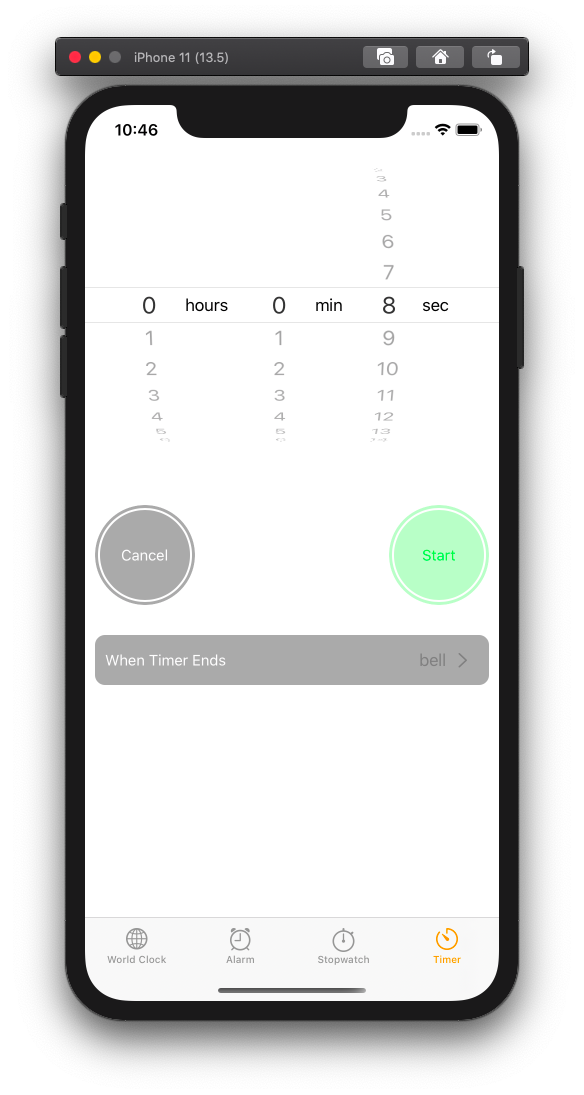 iPhone 11 (13.5)
10:46
3
4
5
6
7
0 hours 0 min 8 sec
1 1 9
2 2 10
3 3 11
4 4 12
5 5 13
Cancel Start
When Timer Ends bell
World Clock Alarm Stopwatch Timer